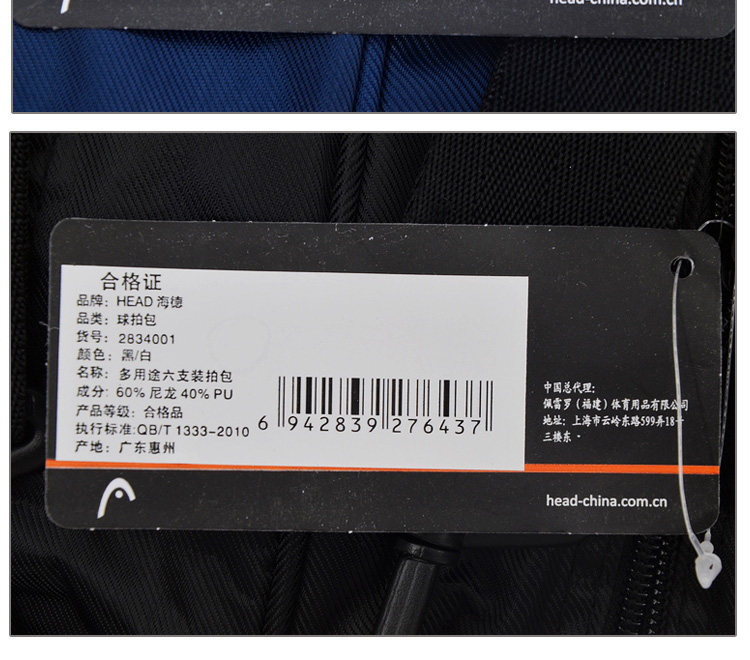 head-china.com.cn
合格证
品牌：HEAD 海德
品类：球拍包
货号：2834001
颜色：黑/白
名称：多用途六支装拍包
成分：60% 尼龙 40% PU
产品等级：合格品
执行标准:QB/T 1333-2010
产地：广东惠州
6 942839 276437
中国总代理：
佩雷罗（福建）体育用品有限公司
地址：上海市云岭东路599弄18
三楼东
head-china.com.cn